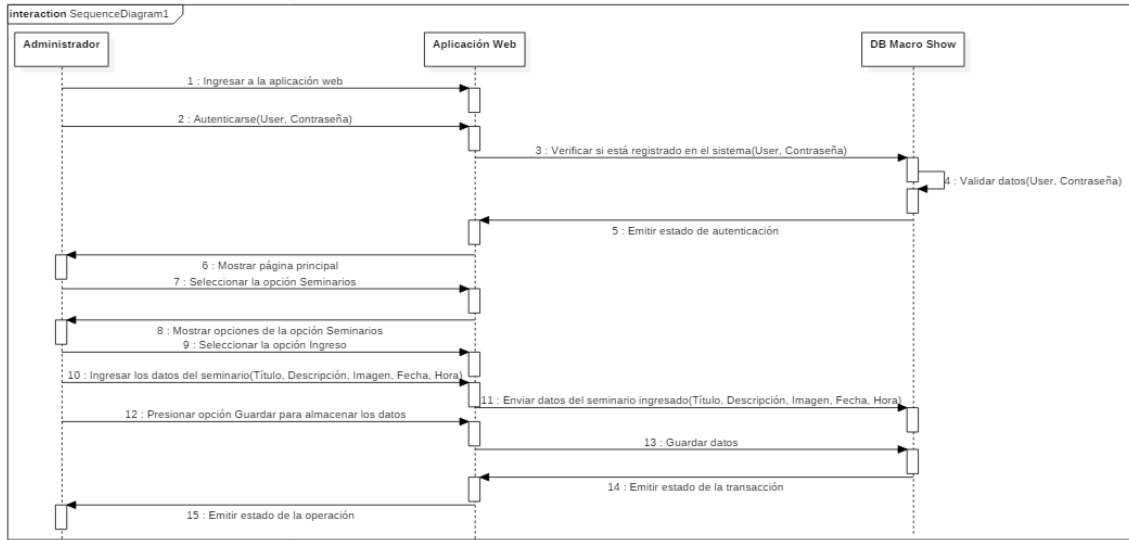 interaction SequenceDiagram1
Administrador
Aplicación Web
DB Macro Show
1 : Ingresar a la aplicación web
2 : Autenticarse(User, Contraseña)
3 : Verificar si está registrado en el sistema(User, Contraseña)
4 : Validar datos(User, Contraseña)
5 : Emitir estado de autenticación
6 : Mostrar página principal
7 : Seleccionar la opción Seminarios
8 : Mostrar opciones de la opción Seminarios
9 : Seleccionar la opción Ingreso
10 : Ingresar los datos del seminario(Título, Descripción, Imagen, Fecha, Hora)
11 : Enviar datos del seminario ingresado(Título, Descripción, Imagen, Fecha, Hora)
12 : Presionar opción Guardar para almacenar los datos
13 : Guardar datos
14 : Emitir estado de la transacción
15 : Emitir estado de la operación